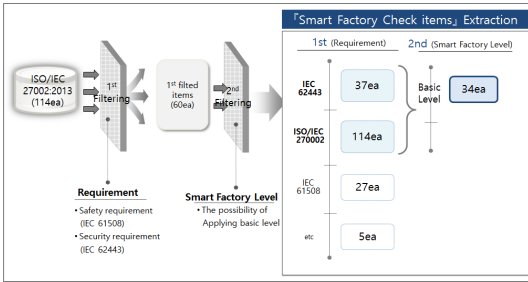 『Smart Factory Check items』 Extraction
ISO/IEC
27002:2013
(114ea)
1st
Filtering
1st filted
items
(60ea)
2nd
Filtering
Requirement
• Safety requirement
(IEC 61508)
• Security requirement
(IEC 62443)
Smart Factory Level
• The possibility of
Applying basic level
1st (Requirement)
2nd (Smart Factory Level)
IEC
62443
37ea
ISO/IEC
270002
114ea
IEC
61508
27ea
etc
5ea
Basic
Level
34ea